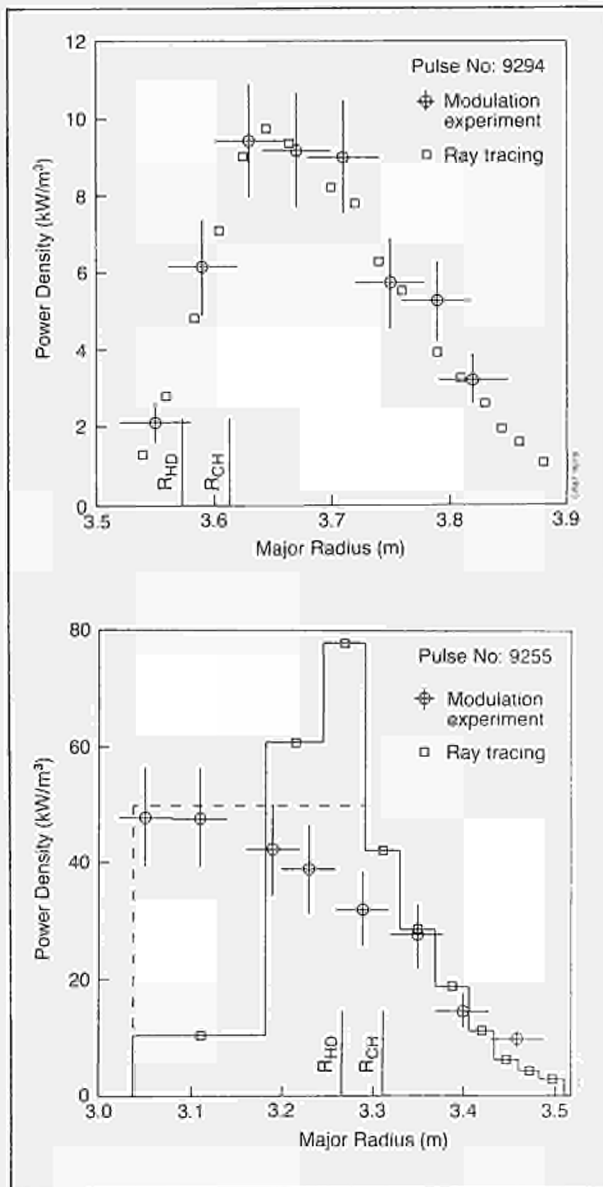 12
10
8
6
4
2
0
Power Density (kW/m³)
Pulse No: 9294
Modulation
experiment
Ray tracing
R_HD
R_CH
3.5
3.6
3.7
3.8
3.9
Major Radius (m)
80
60
40
20
0
Power Density (kW/m³)
Pulse No: 9255
Modulation
experiment
Ray tracing
R_HD
R_CH
3.0
3.1
3.2
3.3
3.4
3.5
Major Radius (m)